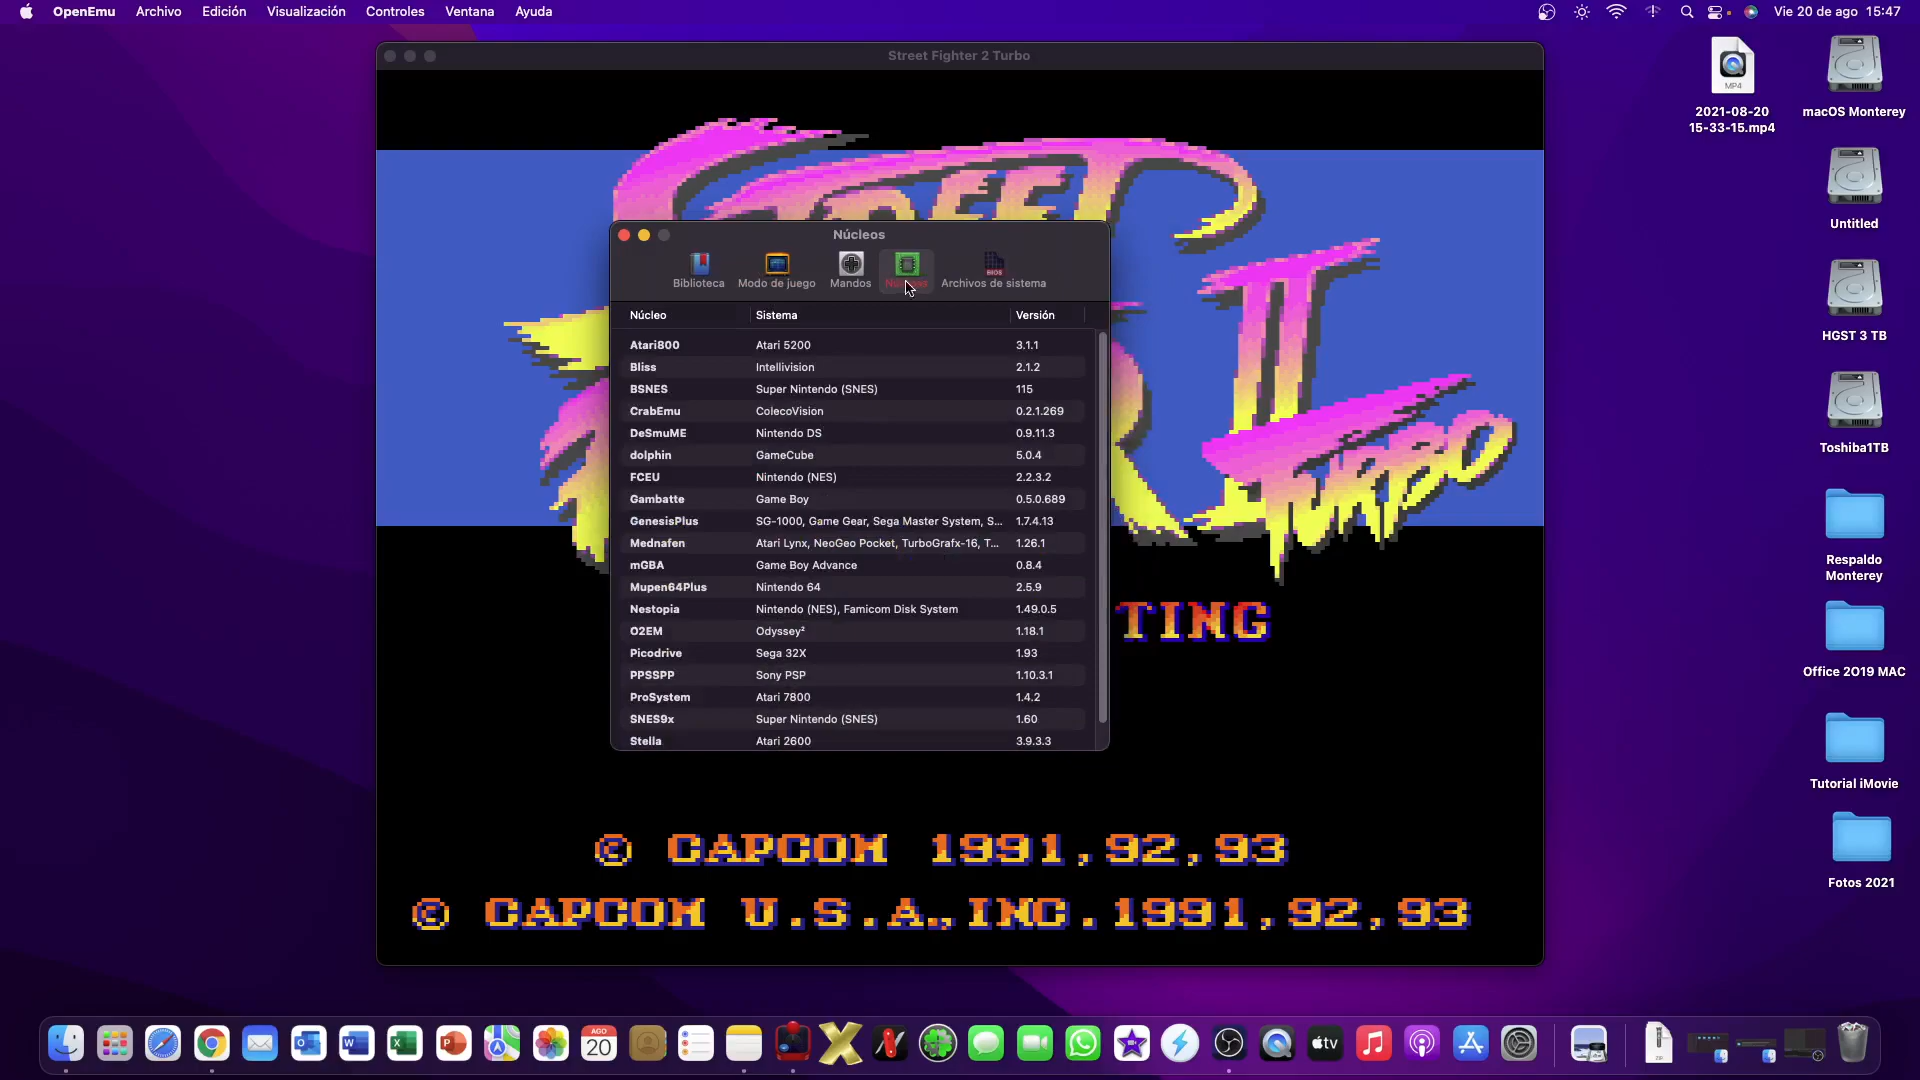 OpenEmu Archivo Edición Visualización Controles Ventana Ayuda
Vie 20 de ago 15:47
Street Fighter 2 Turbo
MP4
2021-08-20
15-33-15.mp4
macOS Monterey
Untitled
HGST 3 TB
Toshiba1TB
Respaldo
Monterey
Office 2019 MAC
Tutorial iMovie
Fotos 2021
Núcleos
Biblioteca Modo de juego Mandos Núcleos Archivos de sistema
BIOS
Núcleo Sistema Versión
Atari800 Atari 5200 3.1.1
Bliss Intellivision 2.1.2
BSNES Super Nintendo (SNES) 115
CrabEmu ColecoVision 0.2.1.269
DeSmuME Nintendo DS 0.9.11.3
dolphin GameCube 5.0.4
FCEU Nintendo (NES) 2.2.3.2
Gambatte Game Boy 0.5.0.689
GenesisPlus SG-1000, Game Gear, Sega Master System, S... 1.7.4.13
Mednafen Atari Lynx, NeoGeo Pocket, TurboGrafx-16, T... 1.26.1
mGBA Game Boy Advance 0.8.4
Mupen64Plus Nintendo 64 2.5.9
Nestopia Nintendo (NES), Famicom Disk System 1.49.0.5
O2EM Odyssey² 1.18.1
Picodrive Sega 32X 1.93
PPSSPP Sony PSP 1.10.3.1
ProSystem Atari 7800 1.4.2
SNES9x Super Nintendo (SNES) 1.60
Stella Atari 2600 3.9.3.3
STREET
II
TURBO
TING
© CAPCOM 1991,92,93
© CAPCOM U.S.A.,INC.1991,92,93
AGO
20
tv
ZIP